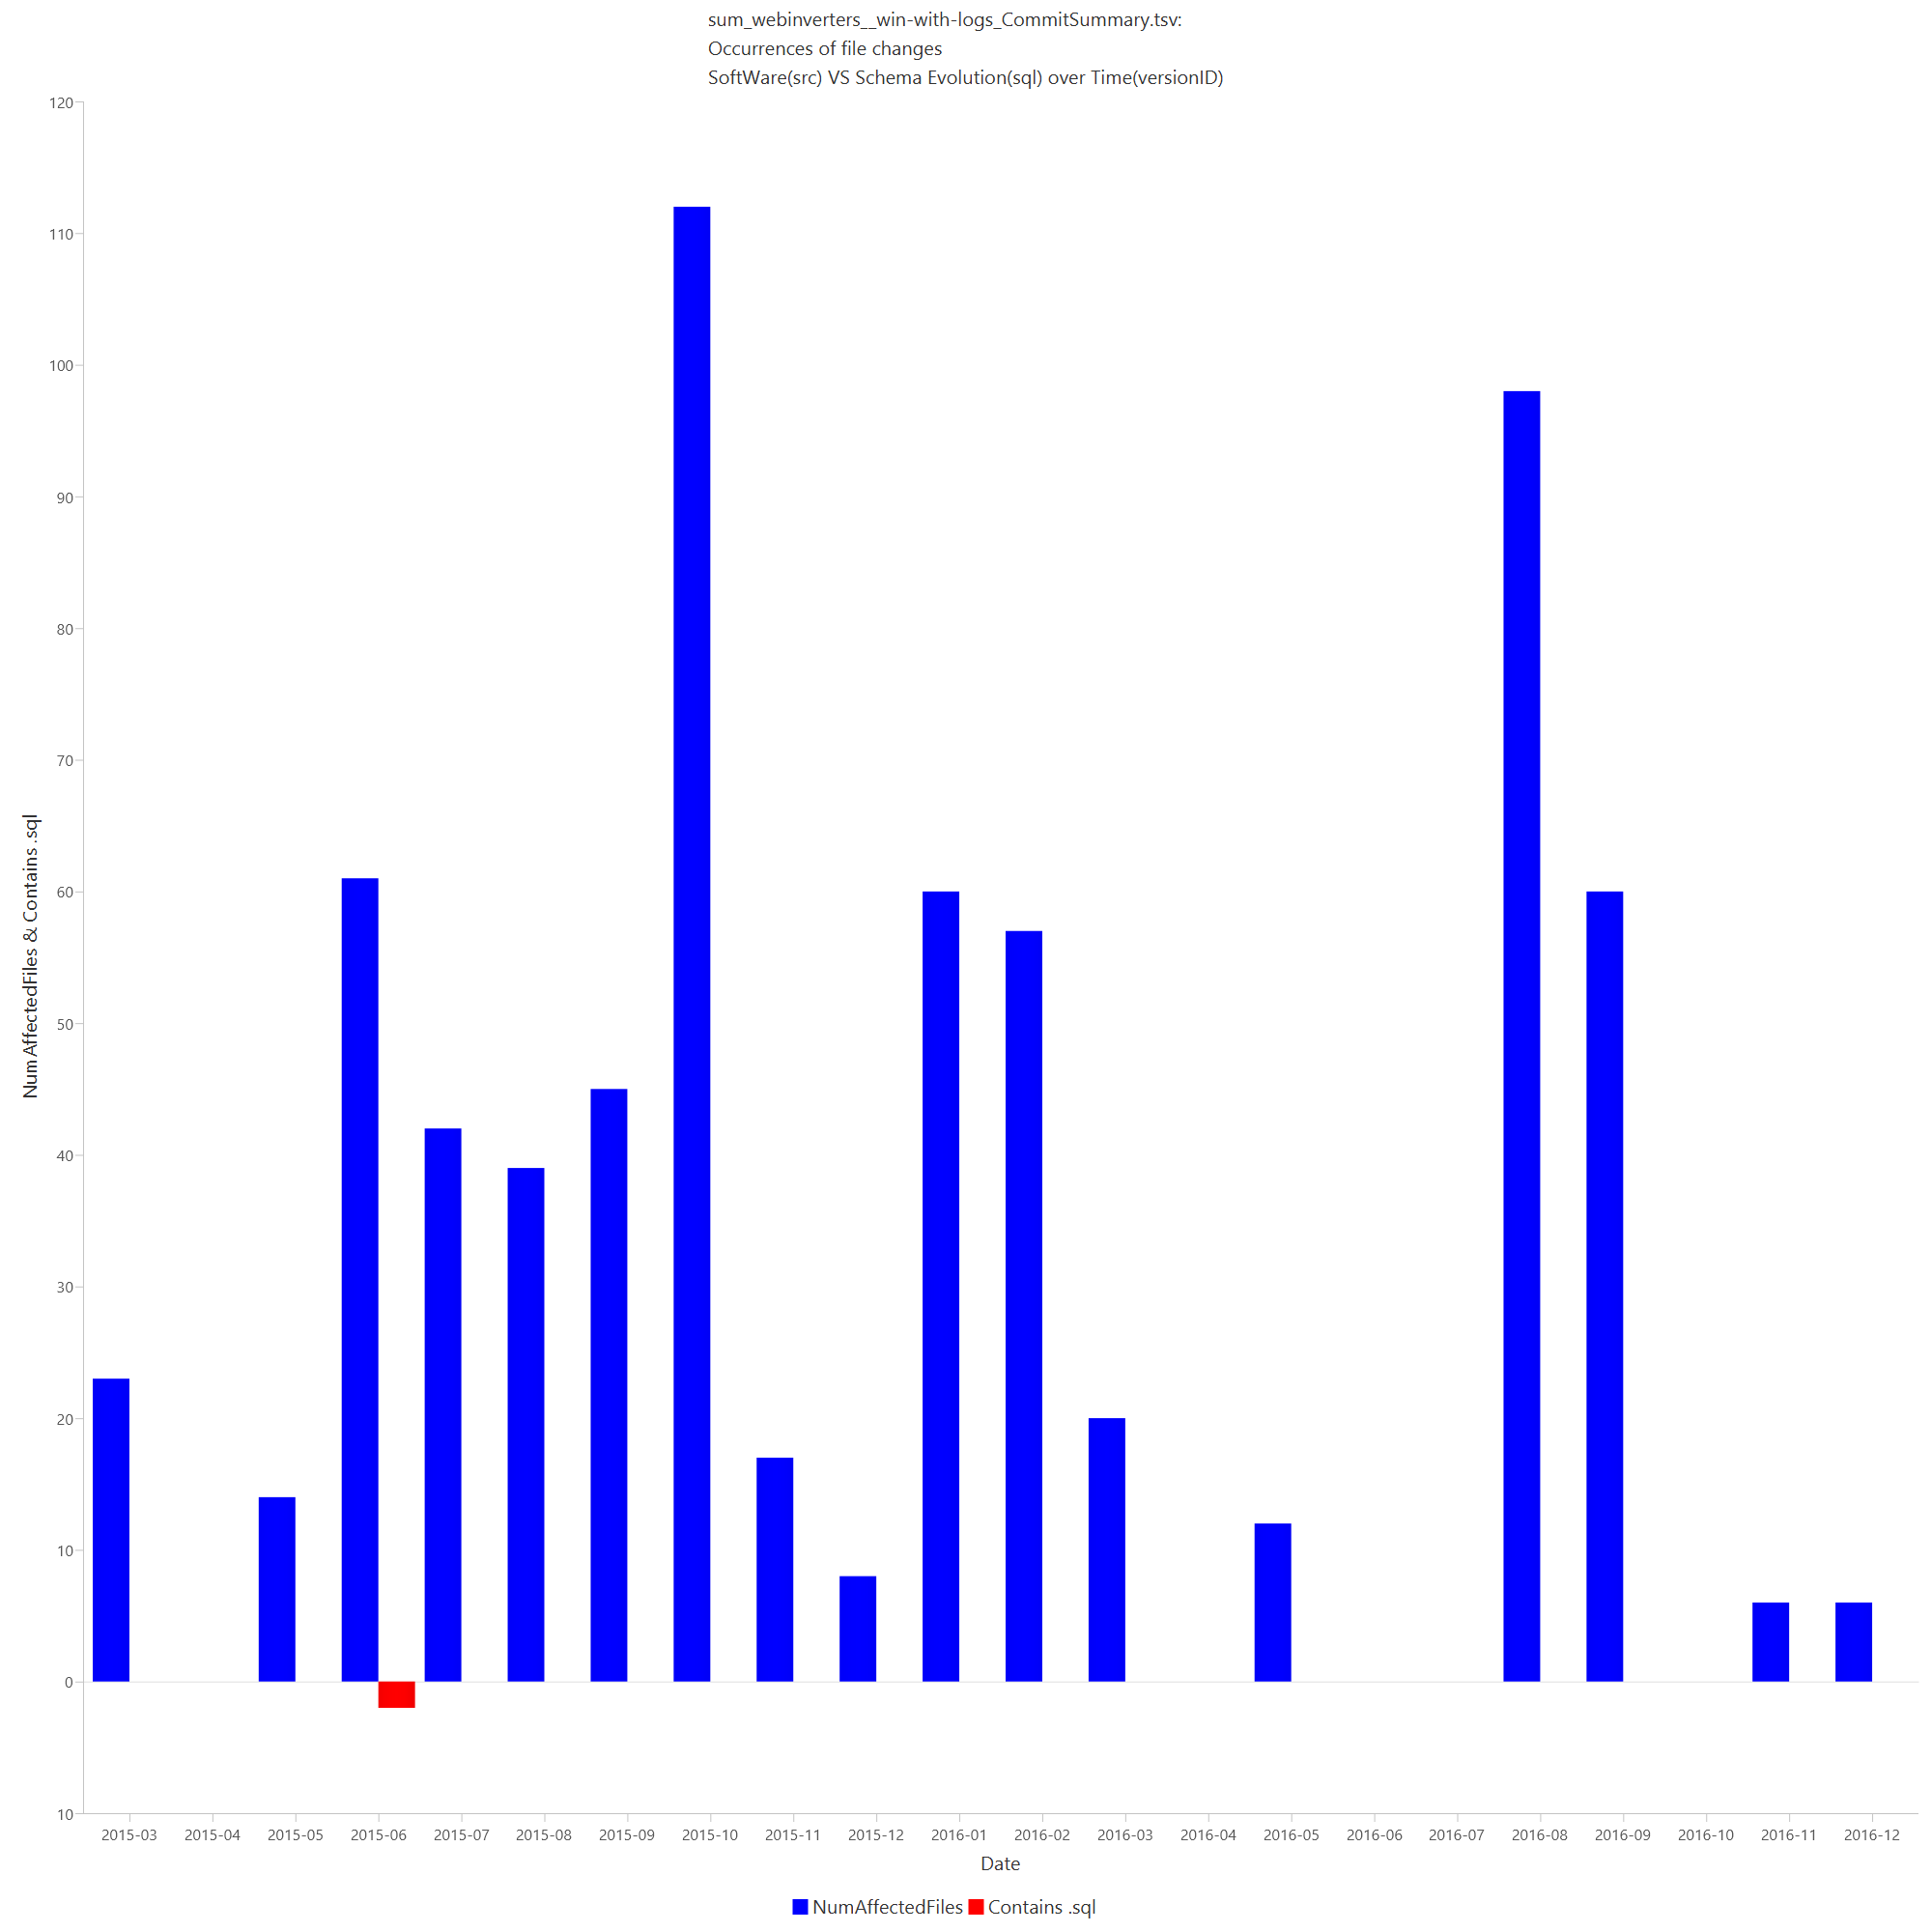 sum_webinverters__win-with-logs_CommitSummary.tsv:
Occurrences of file changes
SoftWare(src) VS Schema Evolution(sql) over Time(versionID)
120
110
100
90
80
70
60
50
40
30
20
10
0
10
Num AffectedFiles & Contains .sql
2015-03 2015-04 2015-05 2015-06 2015-07 2015-08 2015-09 2015-10 2015-11 2015-12 2016-01 2016-02 2016-03 2016-04 2016-05 2016-06 2016-07 2016-08 2016-09 2016-10 2016-11 2016-12
Date
NumAffectedFiles Contains .sql